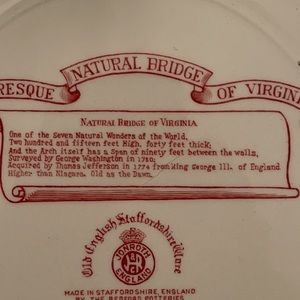 RESQUE NATURAL BRIDGE OF VIRGINI
NATURAL BRIDGE OF VIRGINIA
One of the Seven Natural Wonders of the World,
Two hundred and fifteen feet High, forty feet thick;
And the Arch itself has a Span of ninety feet between the walls,
Surveyed by George Washington in 1750,
Acquired by Thomas Jefferson in 1774 from King George III. of England
Higher than Niagara. Old as the Dawn.
Old English Staffordshire Ware
JONROTH
ENGLAND
MADE IN STAFFORDSHIRE, ENGLAND
BY THE POTTERIES